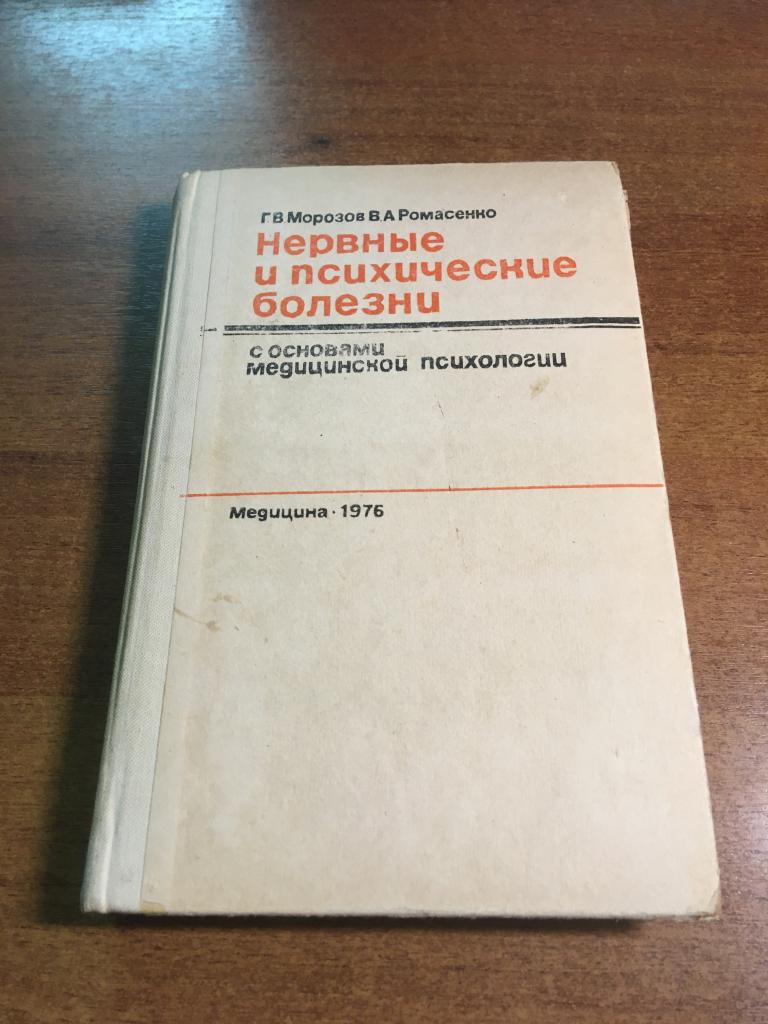 Г.В Морозов В.А Ромасенко
Нервные
и психические
болезни
с основами
медицинской психологии
Медицина · 1976